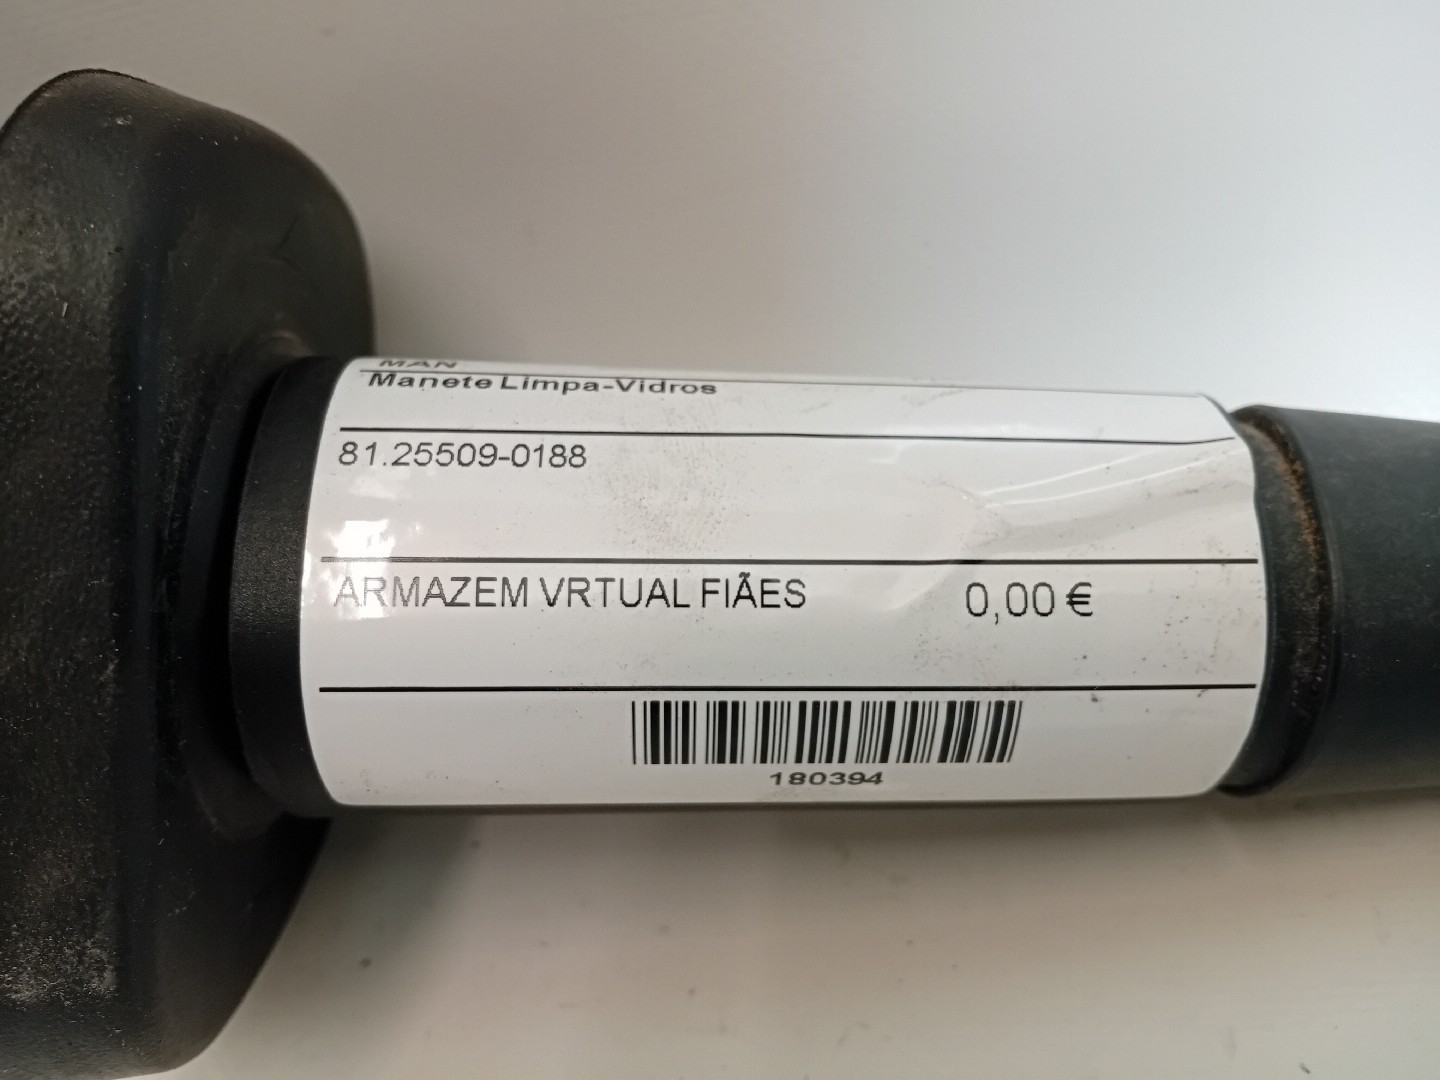 MAN
Manete Limpa-Vidros
81.25509-0188
ARMAZEM VRTUAL FIÃES 0,00 €
180394